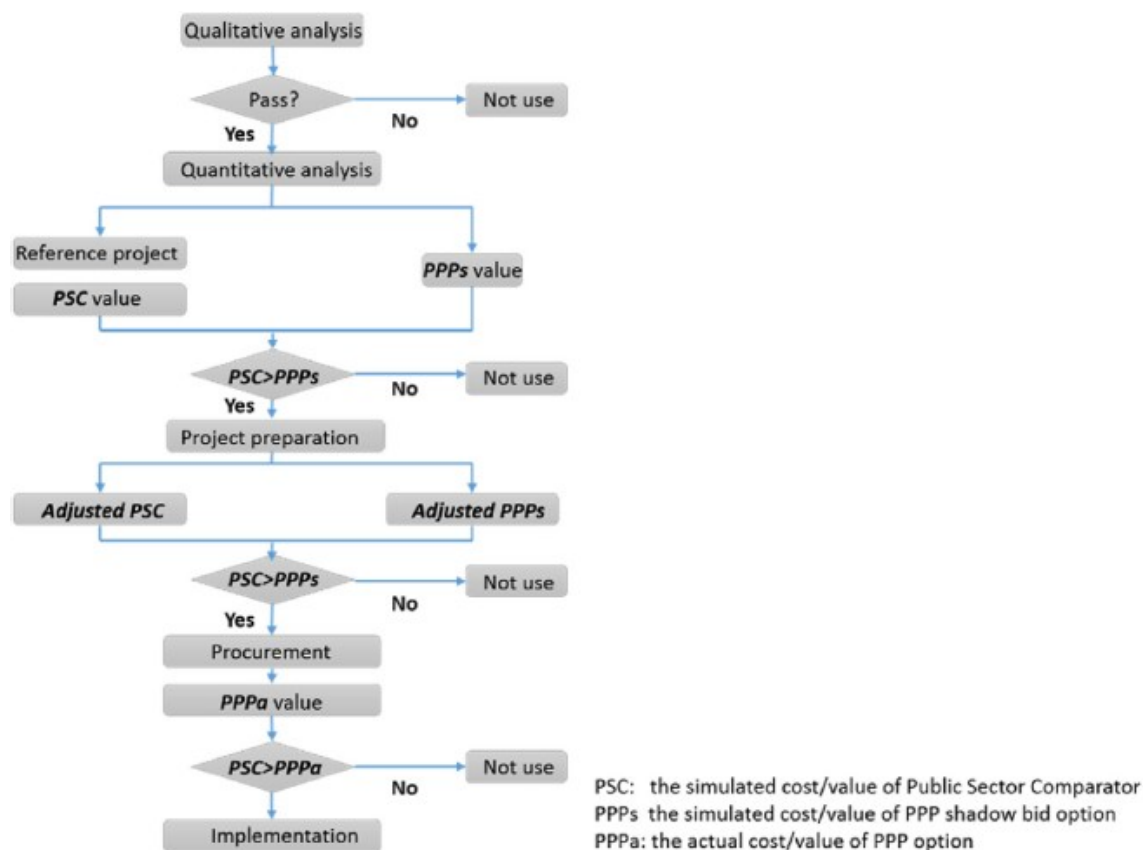 Qualitative analysis
Pass?
Not use
No
Yes
Quantitative analysis
Reference project
PPPs value
PSC value
PSC>PPPs
Not use
No
Yes
Project preparation
Adjusted PSC
Adjusted PPPs
PSC>PPPs
Not use
No
Yes
Procurement
PPPa value
PSC>PPPa
Not use
No
Implementation
PSC: the simulated cost/value of Public Sector Comparator
PPPs the simulated cost/value of PPP shadow bid option
PPPa: the actual cost/value of PPP option